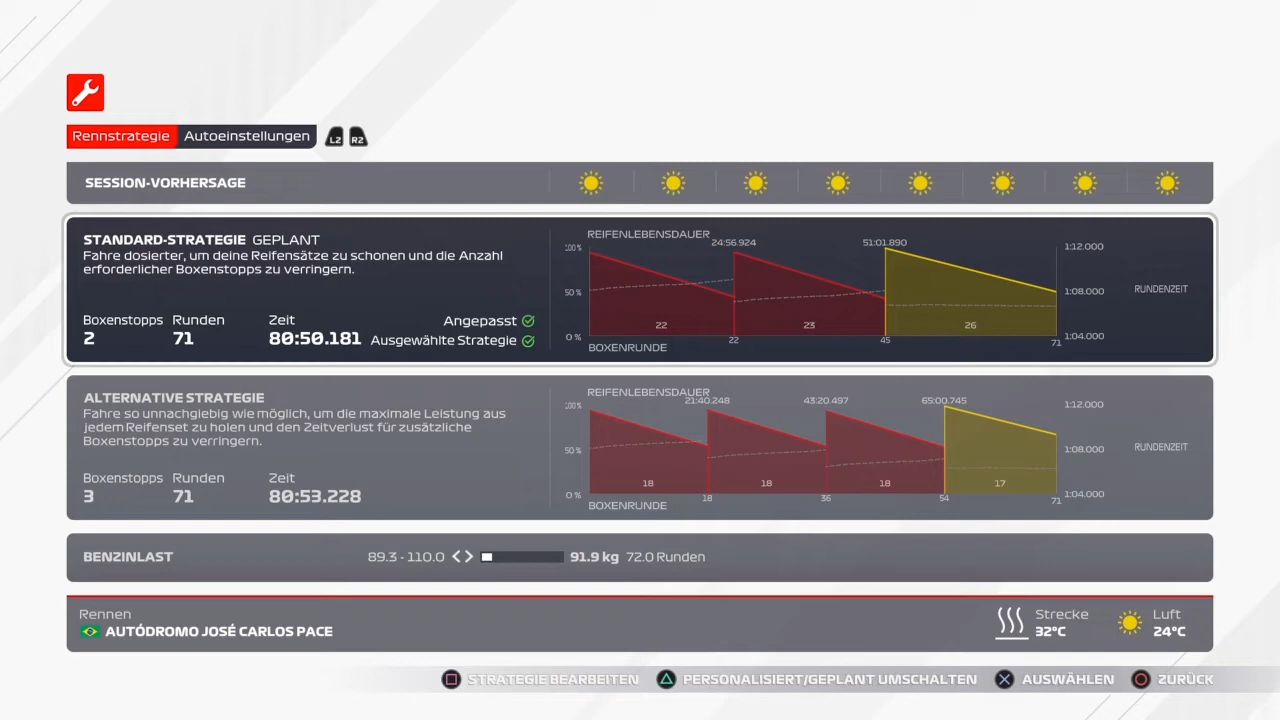 Rennstrategie Autoeinstellungen L2 R2
SESSION-VORHERSAGE
STANDARD-STRATEGIE GEPLANT
Fahre dosierter, um deine Reifensätze zu schonen und die Anzahl
erforderlicher Boxenstopps zu verringern.
Boxenstopps Runden Zeit Angepasst
2 71 80:50.181 Ausgewählte Strategie
REIFENLEBENSDAUER
24:56.924 51:01.890
100 % 1:12.000
50 % 1:08.000 RUNDENZEIT
22 23 26
0 % 22 45 71 1:04.000
BOXENRUNDE
ALTERNATIVE STRATEGIE
Fahre so unnachgiebig wie möglich, um die maximale Leistung aus
jedem Reifenset zu holen und den Zeitverlust für zusätzliche
Boxenstopps zu verringern.
Boxenstopps Runden Zeit
3 71 80:53.228
REIFENLEBENSDAUER
21:40.248 43:20.497 65:00.745
100 % 1:12.000
50 % 1:08.000 RUNDENZEIT
18 18 18 17
0 % 18 36 54 71 1:04.000
BOXENRUNDE
BENZINLAST 89.3 - 110.0 91.9 kg 72.0 Runden
Rennen
AUTÓDROMO JOSÉ CARLOS PACE
Strecke
32°C
Luft
24°C
STRATEGIE BEARBEITEN PERSONALISIERT/GEPLANT UMSCHALTEN AUSWÄHLEN ZURÜCK